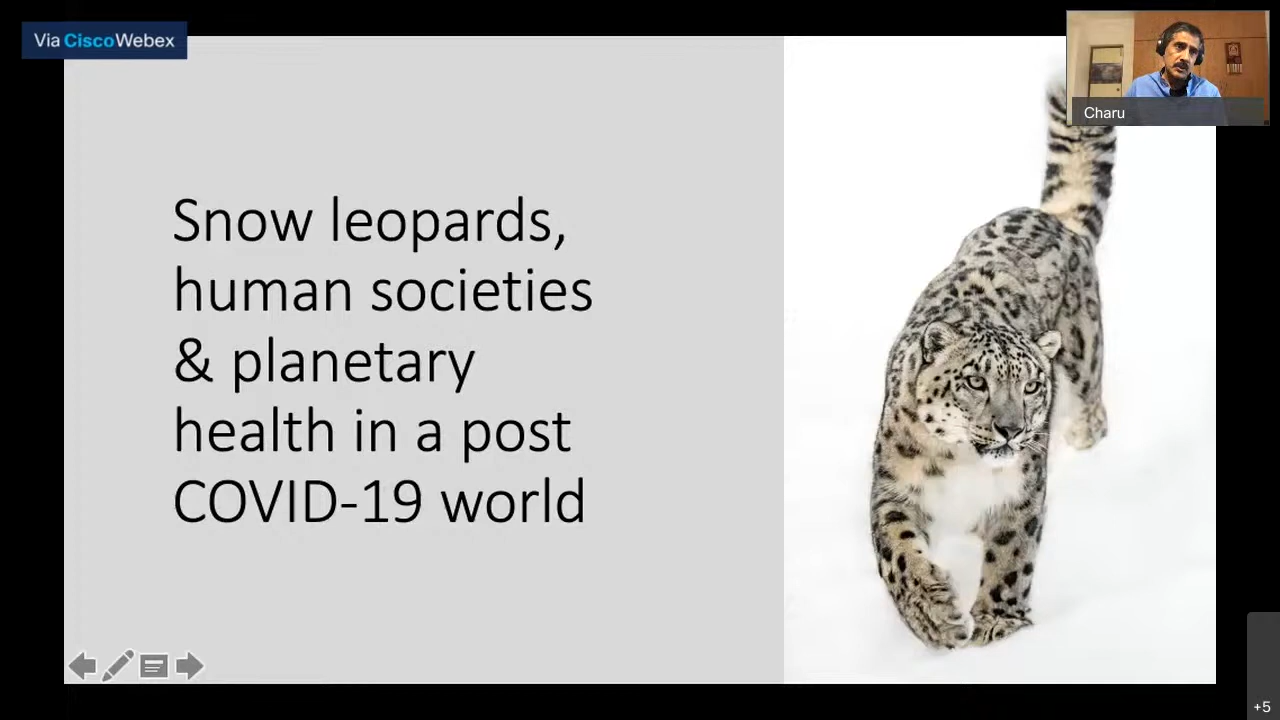 Via CiscoWebex
Charu
Snow leopards,
human societies
& planetary
health in a post
COVID-19 world
+5